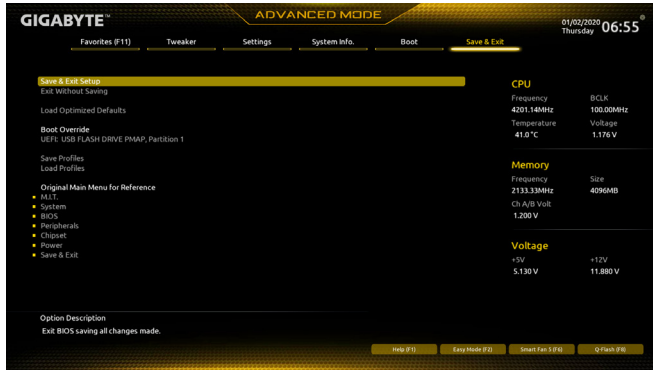 GIGABYTE™
ADVANCED MODE
01/02/2020
Thursday
06:55
Favorites (F11)
Tweaker
Settings
System Info.
Boot
Save & Exit
Save & Exit Setup
Exit Without Saving
Load Optimized Defaults
Boot Override
UEFI: USB FLASH DRIVE PMAP, Partition 1
Save Profiles
Load Profiles
Original Main Menu for Reference
M.I.T.
System
BIOS
Peripherals
Chipset
Power
Save & Exit
CPU
Frequency BCLK
4201.14MHz 100.00MHz
Temperature Voltage
41.0 °C 1.176 V
Memory
Frequency Size
2133.33MHz 4096MB
Ch A/B Volt
1.200 V
Voltage
+5V +12V
5.130 V 11.880 V
Option Description
Exit BIOS saving all changes made.
Help (F1)
Easy Mode (F2)
Smart Fan 5 (F6)
Q-Flash (F8)